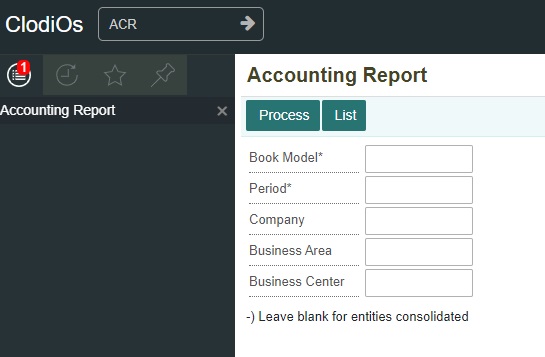 ClodiOs
ACR
1
Accounting Report
Accounting Report
Process
List
Book Model*
Period*
Company
Business Area
Business Center
-) Leave blank for entities consolidated